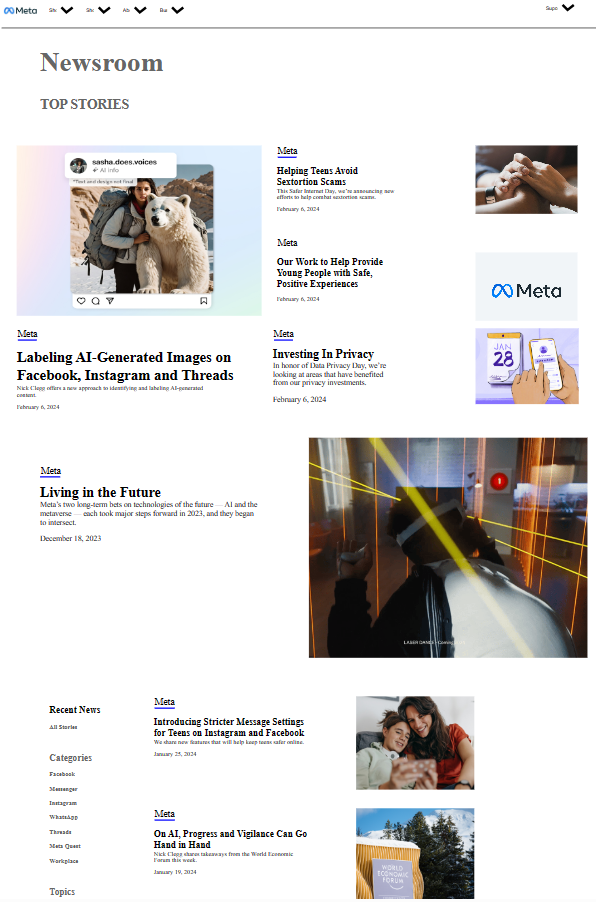 Meta
Supo
Newsroom
TOP STORIES
sasha.does.voices
AI info
*Text and design not final
Meta
Labeling AI-Generated Images on
Facebook, Instagram and Threads
Nick Clegg offers a new approach to identifying and labeling AI-generated
content.
February 6, 2024
Meta
Helping Teens Avoid
Sextortion Scams
This Safer Internet Day, we're announcing new
efforts to help combat sextortion scams.
February 6, 2024
Meta
Our Work to Help Provide
Young People with Safe,
Positive Experiences
February 6, 2024
Meta
Meta
Investing In Privacy
In honor of Data Privacy Day, we're
looking at areas that have benefited
from our privacy investments.
February 6, 2024
JAN
28
Meta
Living in the Future
Meta's two long-term bets on technologies of the future — AI and the
metaverse — each took major steps forward in 2023, and they began
to intersect.
December 18, 2023
LASER DANCE - Coming
Recent News
All Stories
Categories
Facebook
Messenger
Instagram
WhatsApp
Threads
Meta Quest
Workplace
Topics
Meta
Introducing Stricter Message Settings
for Teens on Instagram and Facebook
We share new features that will help keep teens safer online.
January 25, 2024
Meta
On AI, Progress and Vigilance Can Go
Hand in Hand
Nick Clegg shares takeaways from the World Economic
Forum this week.
January 19, 2024
WORLD
ECONOMIC
FORUM